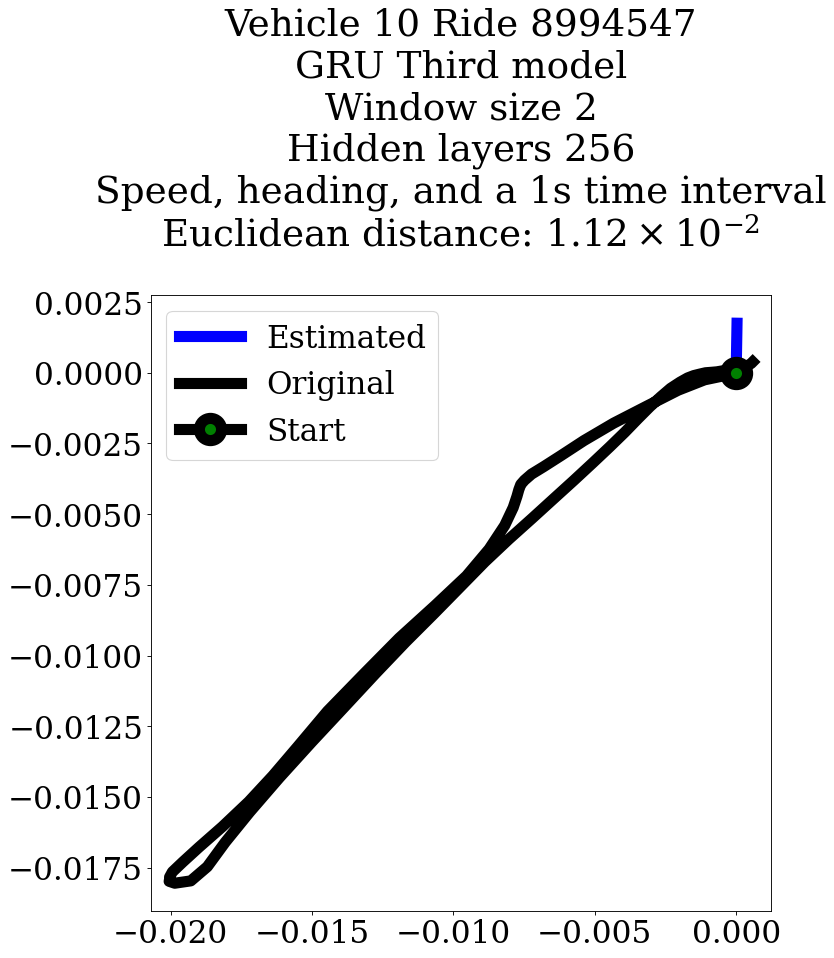 Vehicle 10 Ride 8994547
GRU Third model
Window size 2
Hidden layers 256
Speed, heading, and a 1s time interval
Euclidean distance: 1.12 × 10⁻²
0.0025
0.0000
−0.0025
−0.0050
−0.0075
−0.0100
−0.0125
−0.0150
−0.0175
Estimated
Original
Start
−0.020 −0.015 −0.010 −0.005 0.000